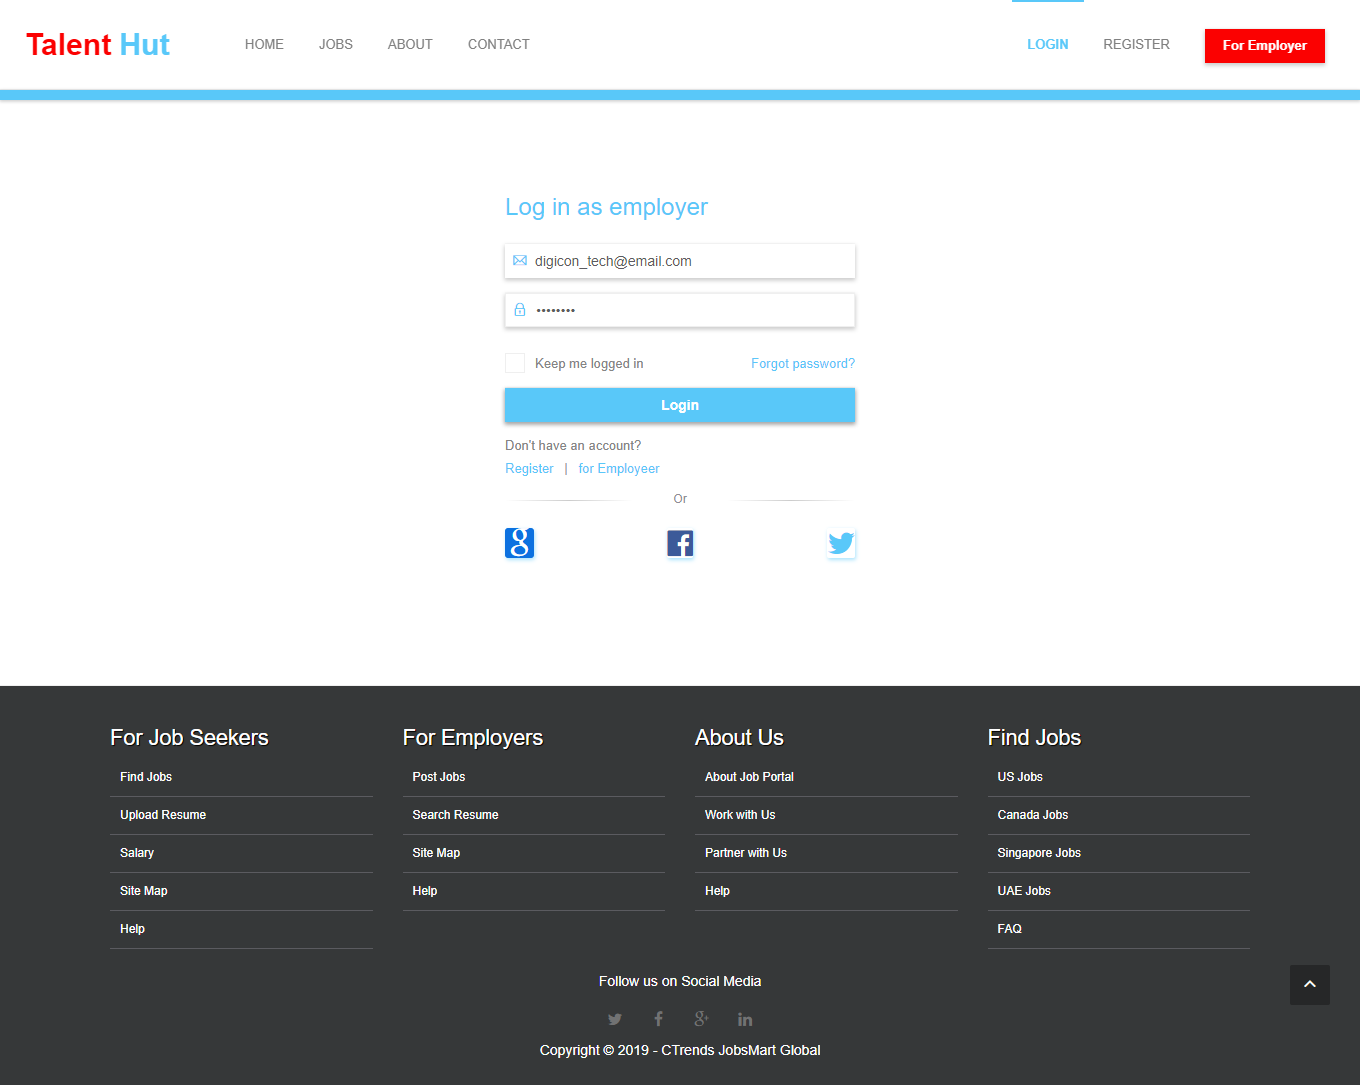 Talent Hut
HOME JOBS ABOUT CONTACT LOGIN REGISTER For Employer
Log in as employer
digicon_tech@email.com
••••••••
Keep me logged in Forgot password?
Login
Don't have an account?
Register | for Employeer
Or
For Job Seekers
Find Jobs
Upload Resume
Salary
Site Map
Help
For Employers
Post Jobs
Search Resume
Site Map
Help
About Us
About Job Portal
Work with Us
Partner with Us
Help
Find Jobs
US Jobs
Canada Jobs
Singapore Jobs
UAE Jobs
FAQ
Follow us on Social Media
Copyright © 2019 - CTrends JobsMart Global